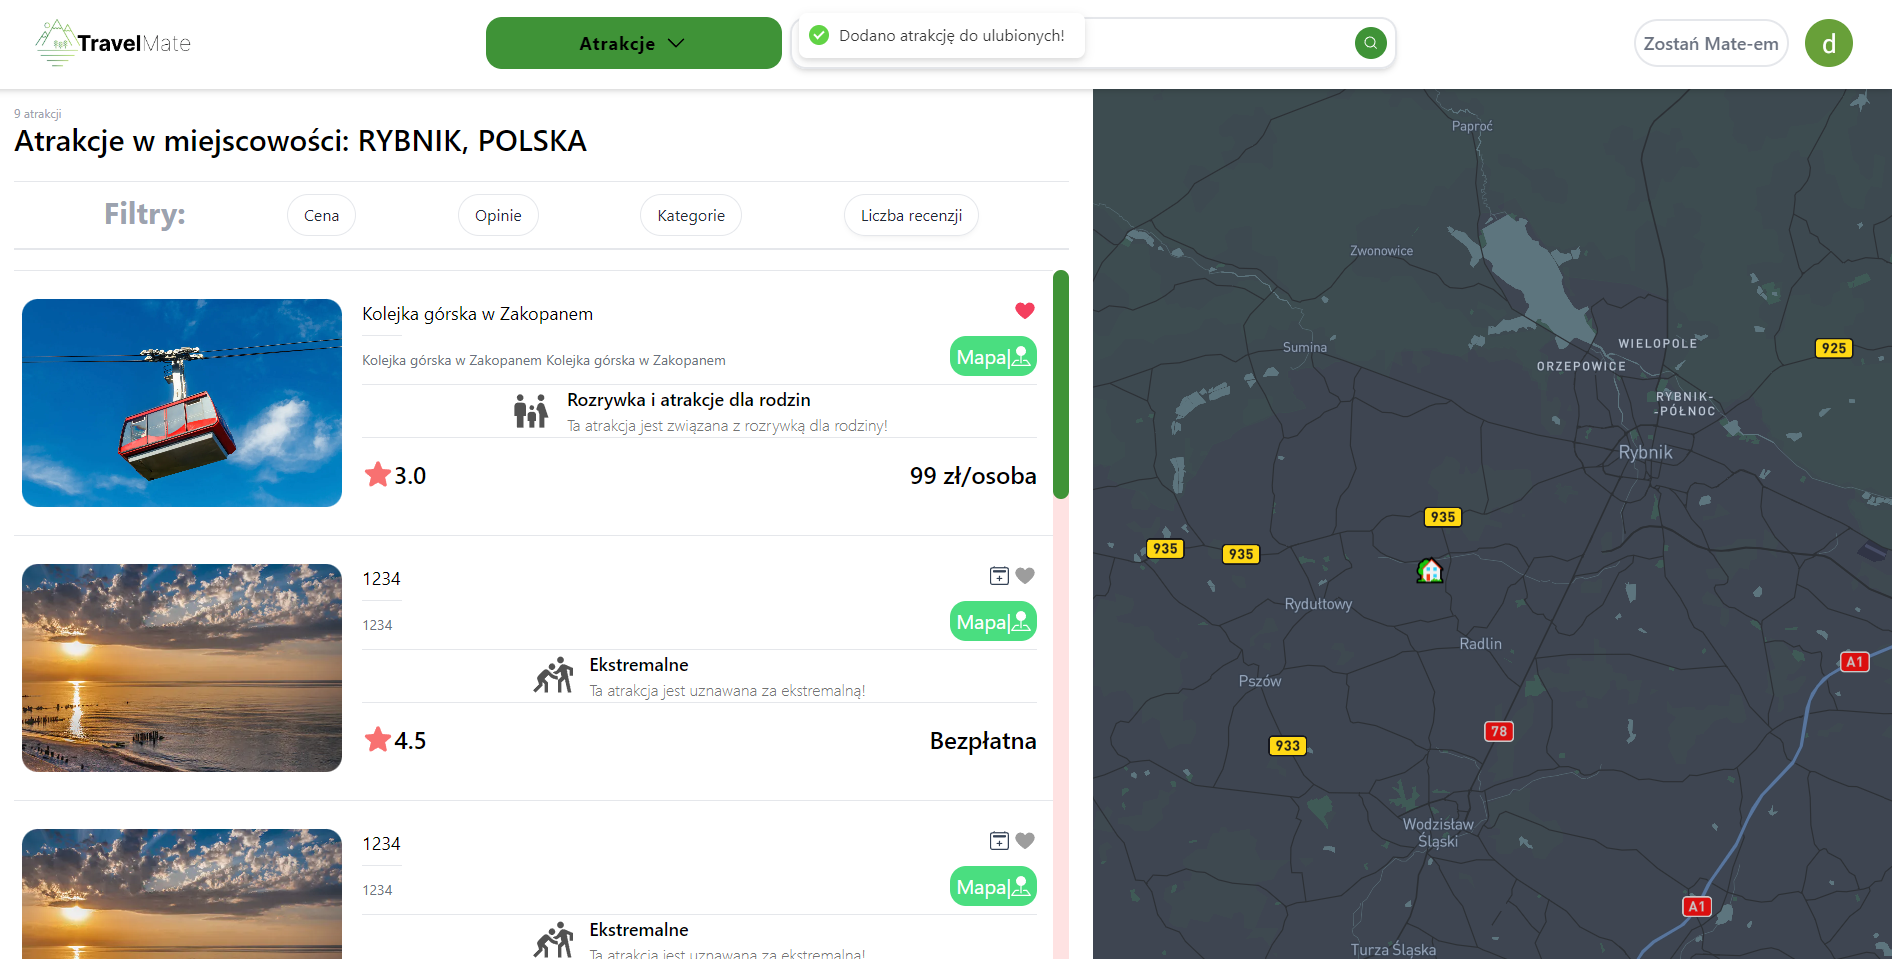 TravelMate
Atrakcje
Dodano atrakcję do ulubionych!
Zostań Mate-em
d
9 atrakcji
Atrakcje w miejscowości: RYBNIK, POLSKA
Filtry:
Cena
Opinie
Kategorie
Liczba recenzji
Kolejka górska w Zakopanem
Kolejka górska w Zakopanem Kolejka górska w Zakopanem
Mapa|
Rozrywka i atrakcje dla rodzin
Ta atrakcja jest związana z rozrywką dla rodziny!
3.0
99 zł/osoba
1234
1234
Mapa|
Ekstremalne
Ta atrakcja jest uznawana za ekstremalną!
4.5
Bezpłatna
1234
1234
Mapa|
Ekstremalne
Ta atrakcja jest uznawana za ekstremalną!
Paproć
Zwonowice
Sumina
WIELOPOLE
925
ORZEPOWICE
RYBNIK-
-PÓŁNOC
Rybnik
935
935
935
Rydułtowy
Radlin
A1
Pszów
78
933
Wodzisław
Śląski
A1
Turza Śląska